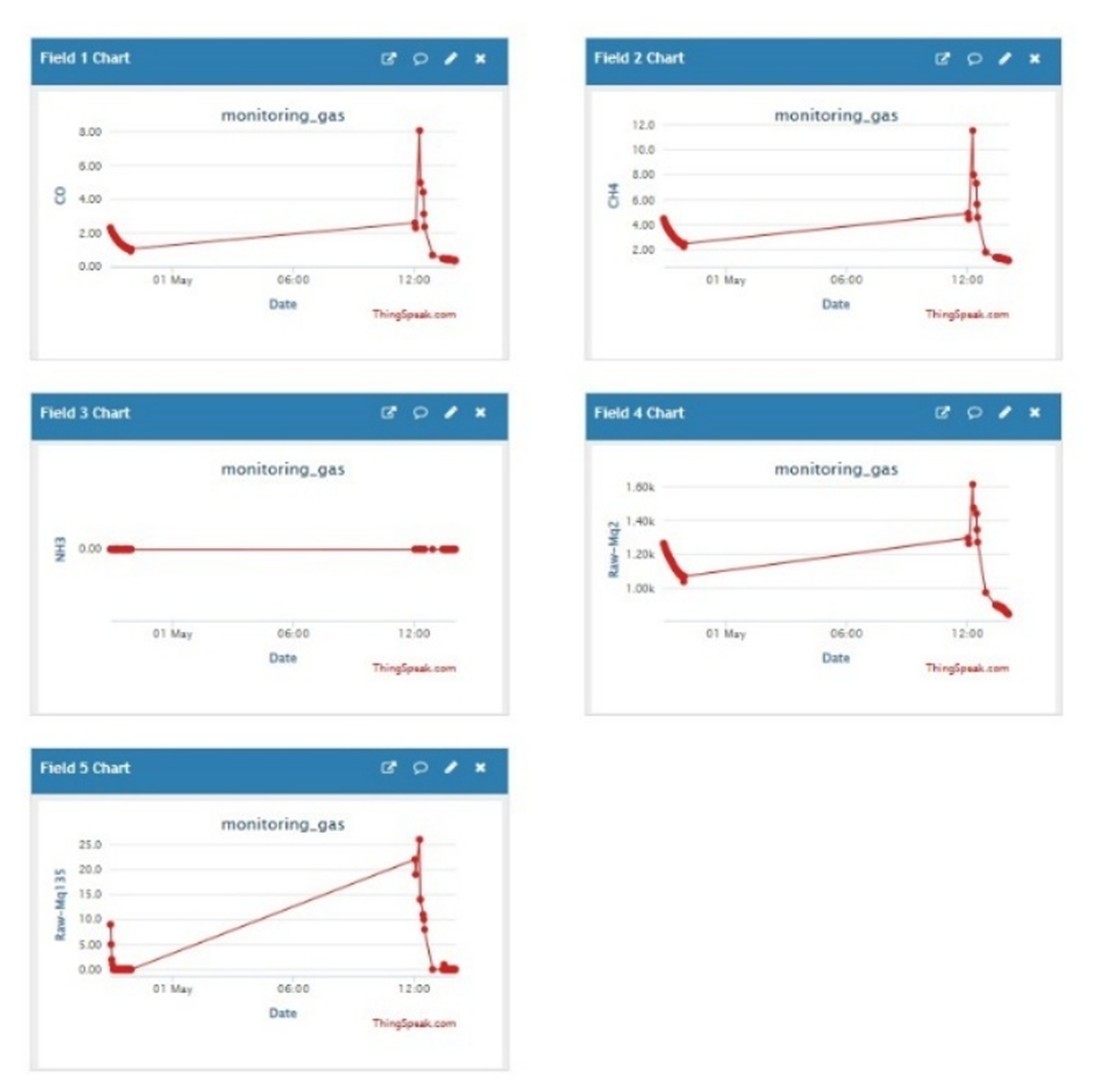 Field 1 Chart
monitoring_gas
8.00
6.00
4.00
2.00
0.00
CO
01 May 06:00 12:00
Date
ThingSpeak.com
Field 2 Chart
monitoring_gas
12.0
10.0
8.00
6.00
4.00
2.00
CH4
01 May 06:00 12:00
Date
ThingSpeak.com
Field 3 Chart
monitoring_gas
0.00
NH3
01 May 06:00 12:00
Date
ThingSpeak.com
Field 4 Chart
monitoring_gas
1.60k
1.40k
1.20k
1.00k
Raw-Mq2
01 May 06:00 12:00
Date
ThingSpeak.com
Field 5 Chart
monitoring_gas
25.0
20.0
15.0
10.0
5.00
0.00
Raw-Mq135
01 May 06:00 12:00
Date
ThingSpeak.com